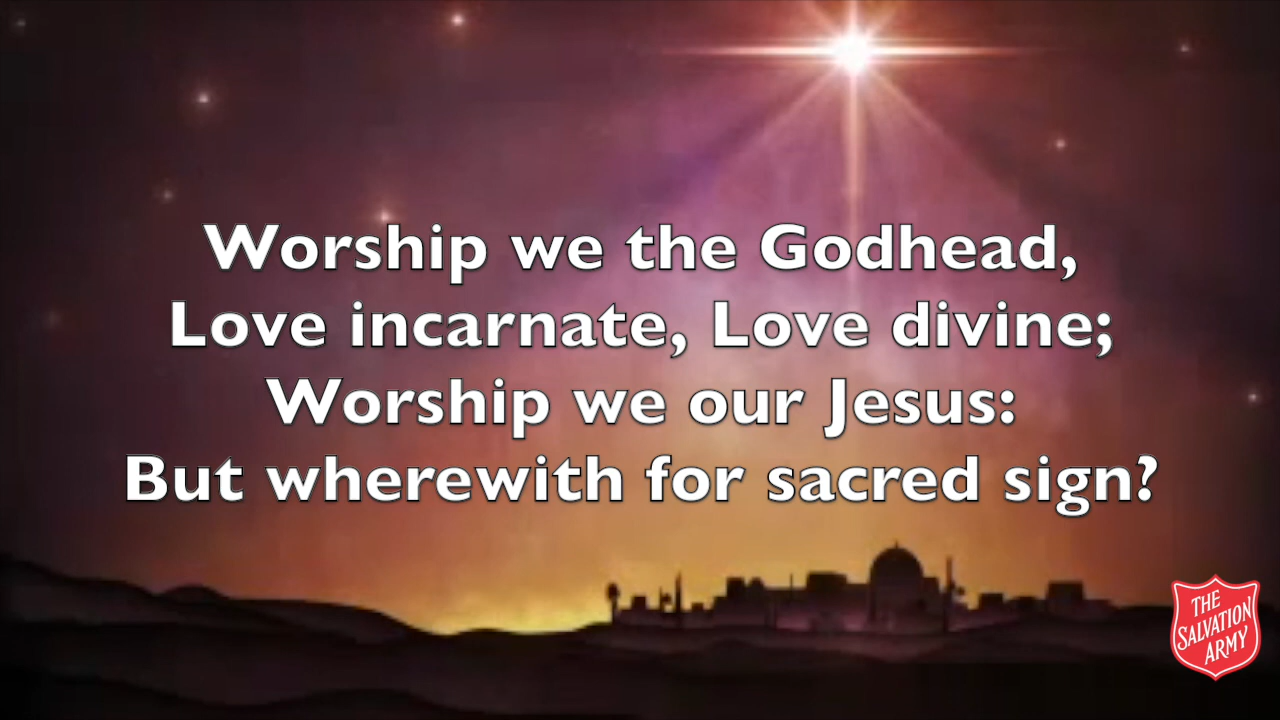 Worship we the Godhead,
Love incarnate, Love divine;
Worship we our Jesus:
But wherewith for sacred sign?
THE
SALVATION
ARMY